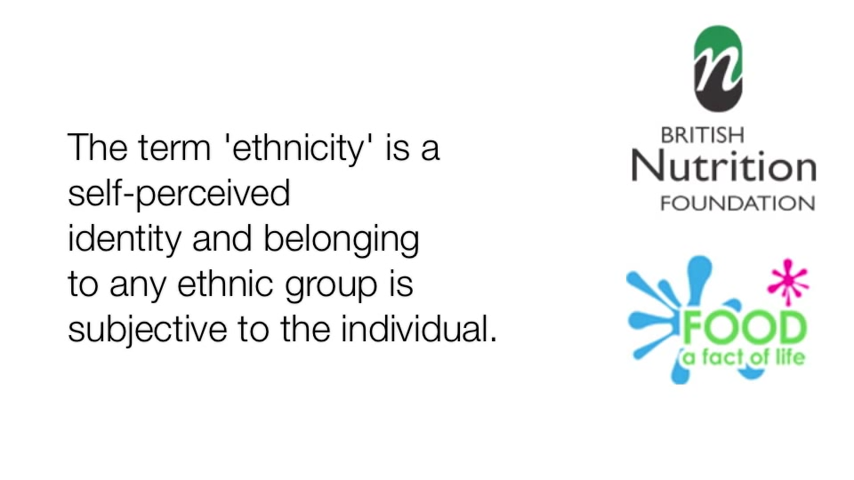 The term 'ethnicity' is a
self-perceived
identity and belonging
to any ethnic group is
subjective to the individual.
n
BRITISH
Nutrition
FOUNDATION
FOOD
a fact of life